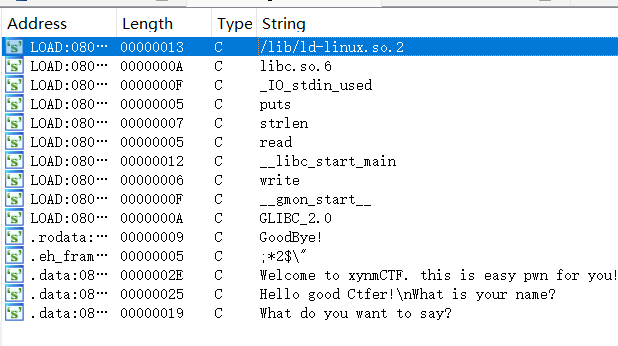 Address Length Type String
's' LOAD:080… 00000013 C /lib/ld-linux.so.2
's' LOAD:080… 0000000A C libc.so.6
's' LOAD:080… 0000000F C _IO_stdin_used
's' LOAD:080… 00000005 C puts
's' LOAD:080… 00000007 C strlen
's' LOAD:080… 00000005 C read
's' LOAD:080… 00000012 C __libc_start_main
's' LOAD:080… 00000006 C write
's' LOAD:080… 0000000F C __gmon_start__
's' LOAD:080… 0000000A C GLIBC_2.0
's' .rodata:… 00000009 C GoodBye!
's' .eh_fram… 00000005 C ;*2$\"
's' .data:08… 0000002E C Welcome to xynmCTF. this is easy pwn for you!
's' .data:08… 00000025 C Hello good Ctfer!\nWhat is your name?
's' .data:08… 00000019 C What do you want to say?